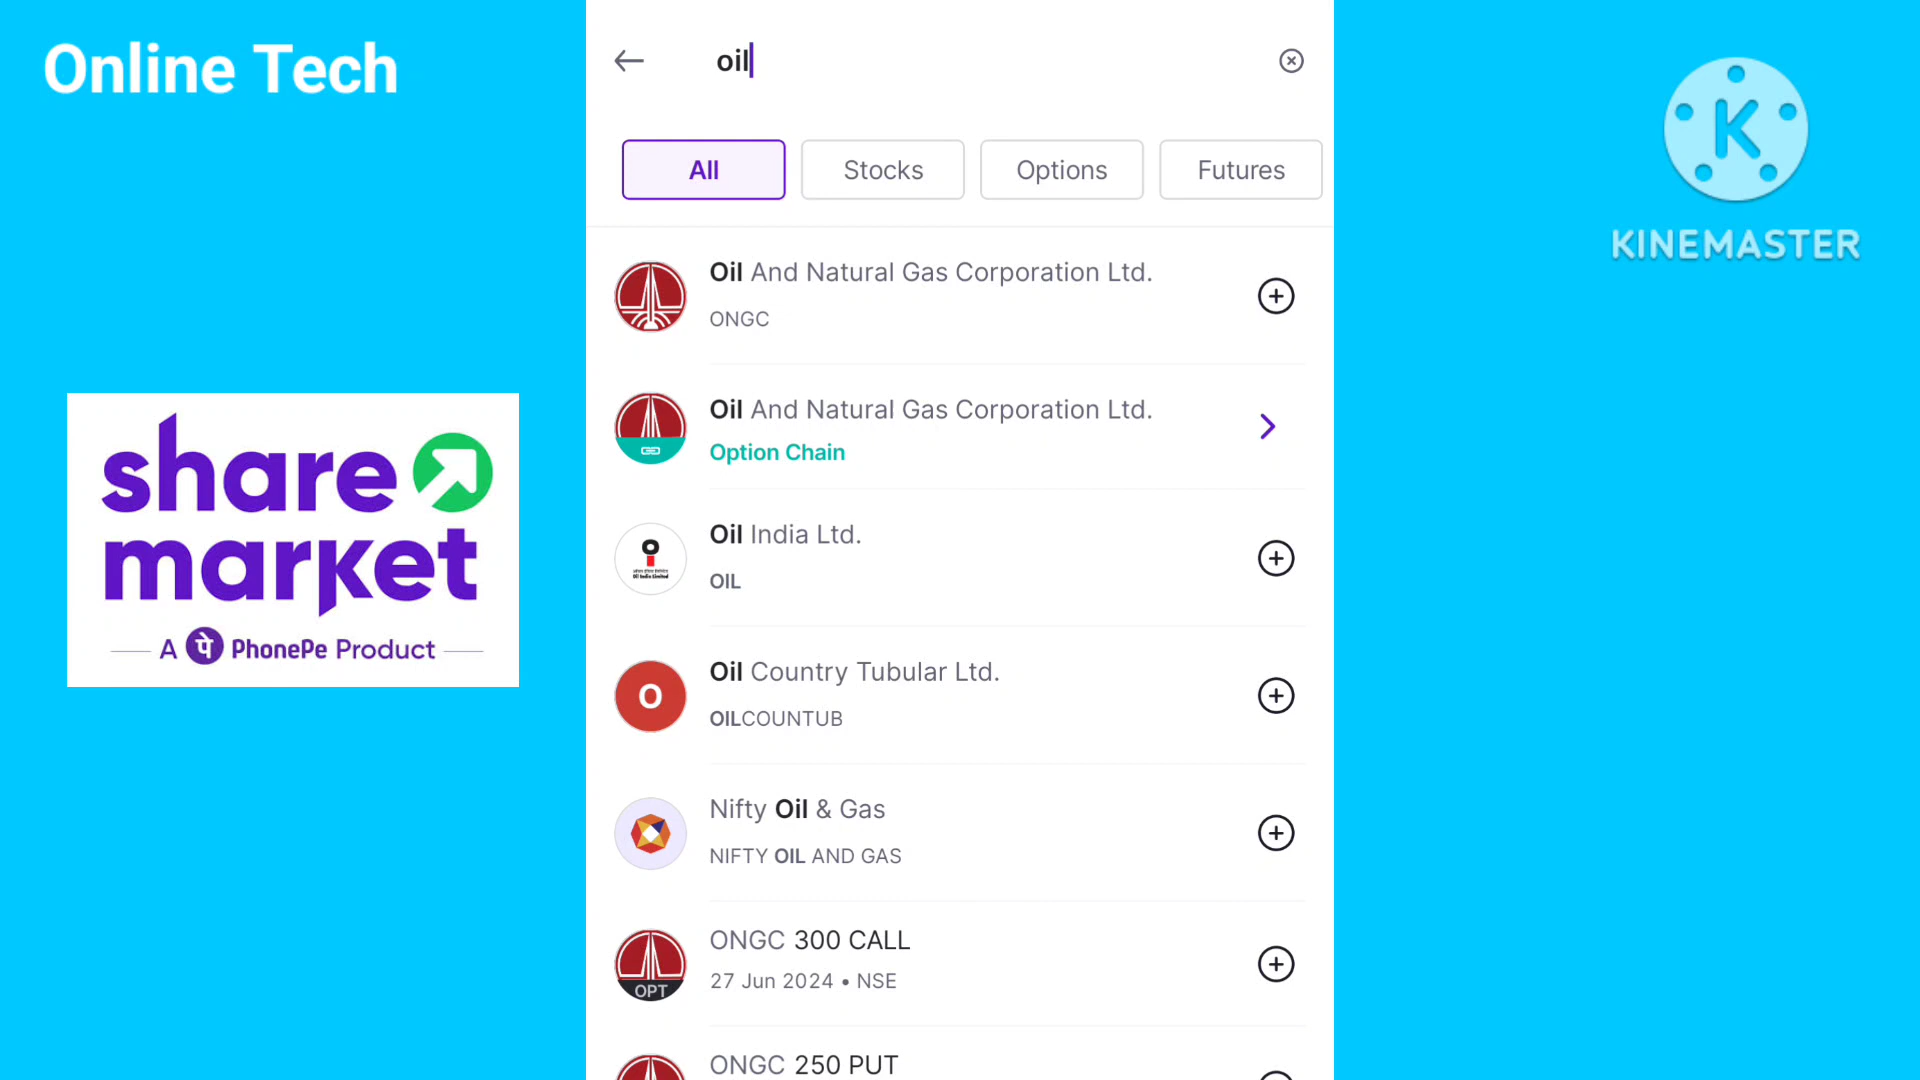 Online Tech
oil
KINEMASTER
All
Stocks
Options
Futures
Oil And Natural Gas Corporation Ltd.
ONGC
Oil And Natural Gas Corporation Ltd.
Option Chain
share
market
A पे PhonePe Product
Oil India Ltd.
OIL
Oil Country Tubular Ltd.
OILCOUNTUB
O
Nifty Oil & Gas
NIFTY OIL AND GAS
ONGC 300 CALL
27 Jun 2024 • NSE
OPT
ONGC 250 PUT